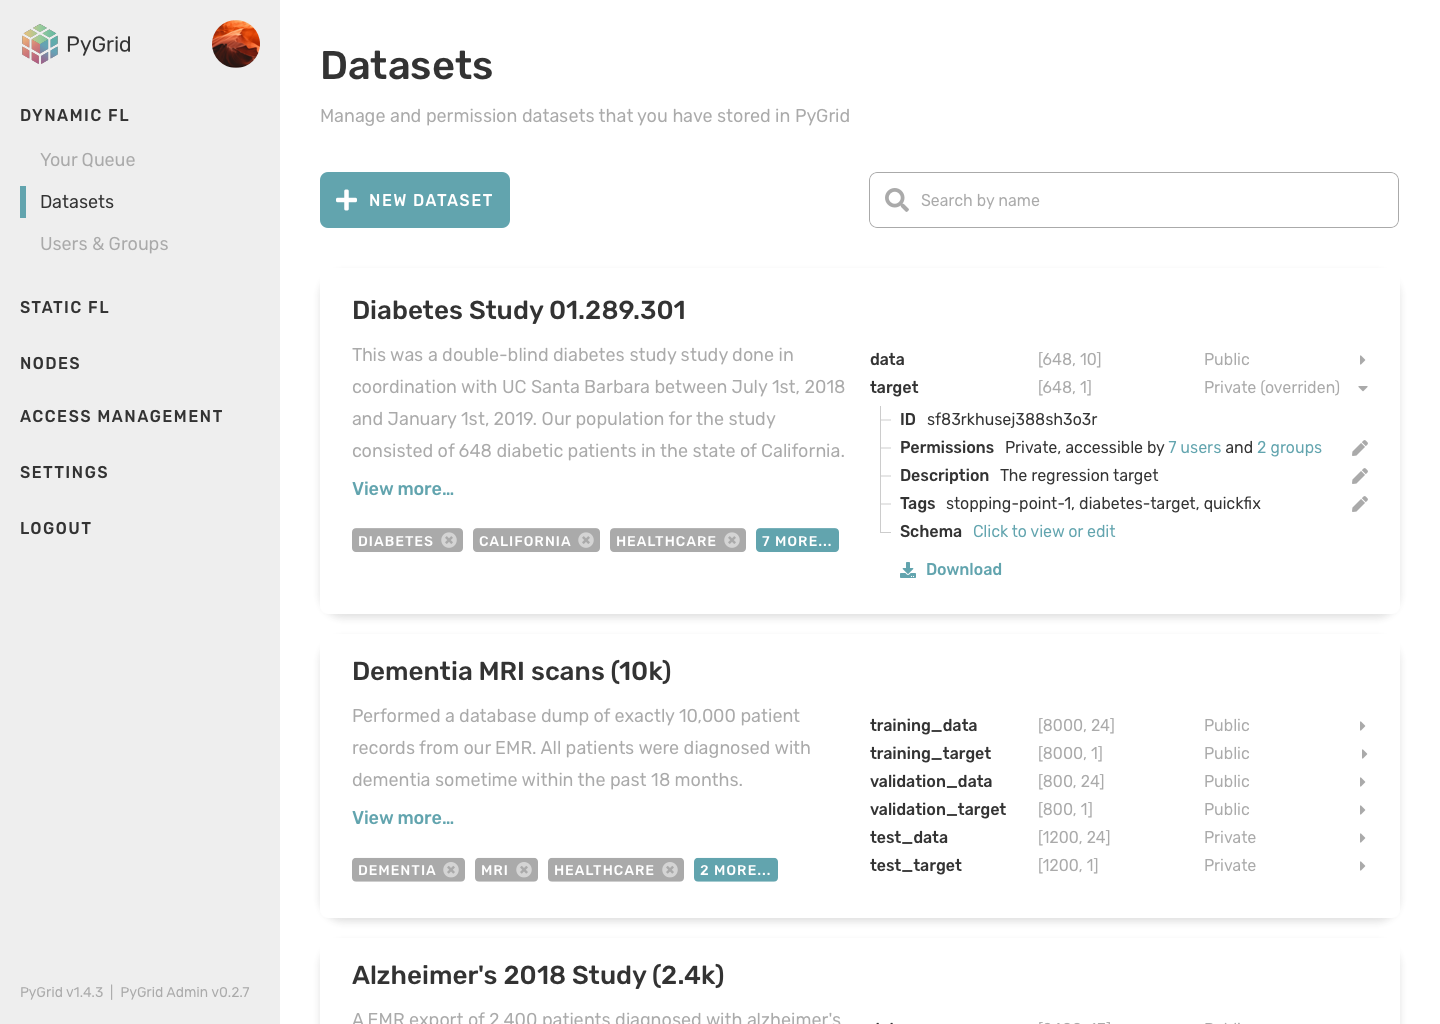 PyGrid
DYNAMIC FL
Your Queue
Datasets
Users & Groups
STATIC FL
NODES
ACCESS MANAGEMENT
SETTINGS
LOGOUT
PyGrid v1.4.3 | PyGrid Admin v0.2.7
Datasets
Manage and permission datasets that you have stored in PyGrid
NEW DATASET
Search by name
Diabetes Study 01.289.301
This was a double-blind diabetes study study done in
coordination with UC Santa Barbara between July 1st, 2018
and January 1st, 2019. Our population for the study
consisted of 648 diabetic patients in the state of California.
View more...
DIABETES CALIFORNIA HEALTHCARE 7 MORE...
data [648, 10] Public
target [648, 1] Private (overriden)
ID sf83rkhusej388sh3o3r
Permissions Private, accessible by 7 users and 2 groups
Description The regression target
Tags stopping-point-1, diabetes-target, quickfix
Schema Click to view or edit
Download
Dementia MRI scans (10k)
Performed a database dump of exactly 10,000 patient
records from our EMR. All patients were diagnosed with
dementia sometime within the past 18 months.
View more...
DEMENTIA MRI HEALTHCARE 2 MORE...
training_data [8000, 24] Public
training_target [8000, 1] Public
validation_data [800, 24] Public
validation_target [800, 1] Public
test_data [1200, 24] Private
test_target [1200, 1] Private
Alzheimer's 2018 Study (2.4k)
A EMR export of 2,400 patients diagnosed with alzheimer's